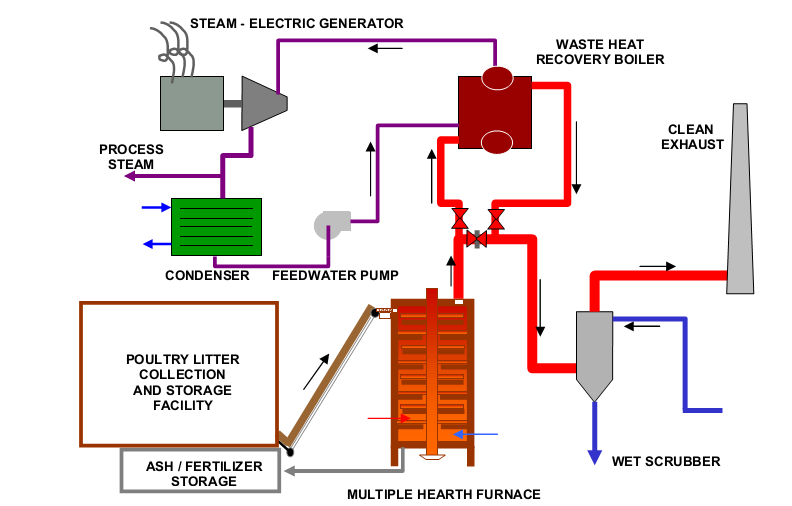 STEAM - ELECTRIC GENERATOR
WASTE HEAT
RECOVERY BOILER
CLEAN
EXHAUST
PROCESS
STEAM
CONDENSER
FEEDWATER PUMP
POULTRY LITTER
COLLECTION
AND STORAGE
FACILITY
ASH / FERTILIZER
STORAGE
WET SCRUBBER
MULTIPLE HEARTH FURNACE